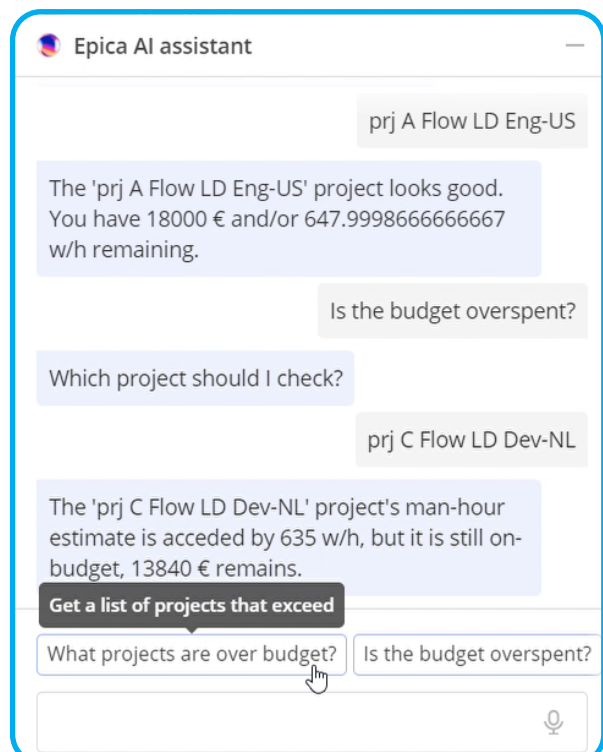 Epica AI assistant
prj A Flow LD Eng-US
The 'prj A Flow LD Eng-US' project looks good.
You have 18000 € and/or 647.9998666666667
w/h remaining.
Is the budget overspent?
Which project should I check?
prj C Flow LD Dev-NL
The 'prj C Flow LD Dev-NL' project's man-hour
estimate is acceded by 635 w/h, but it is still on-
budget, 13840 € remains.
Get a list of projects that exceed
What projects are over budget?
Is the budget overspent?